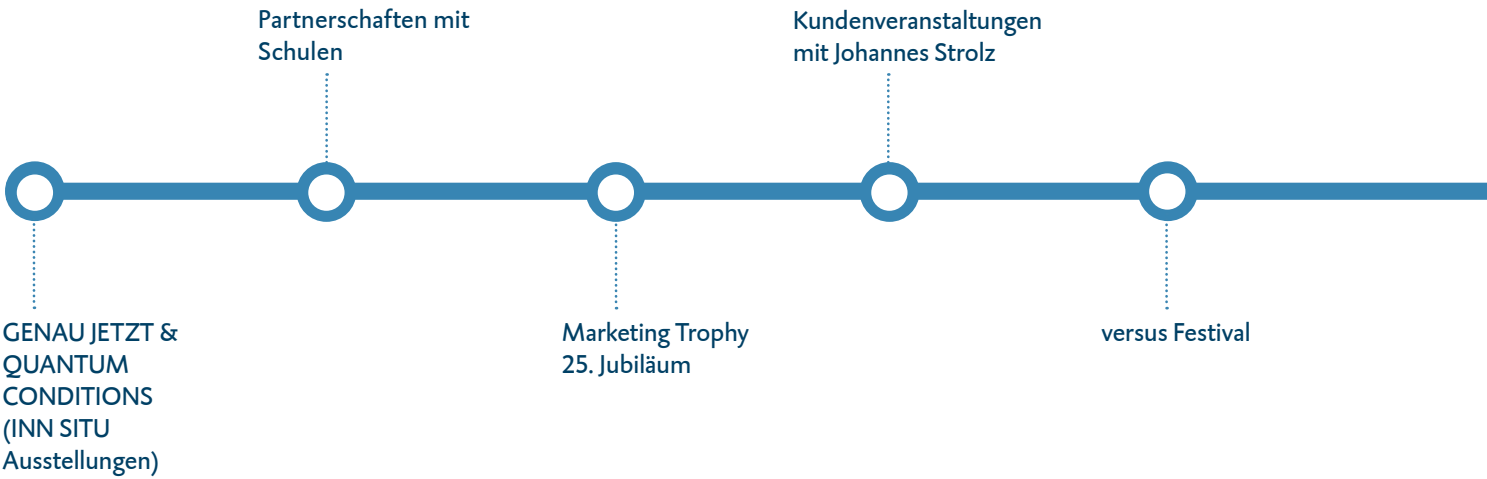 Partnerschaften mit
Schulen
Kundenveranstaltungen
mit Johannes Strolz
GENAU JETZT &
QUANTUM
CONDITIONS
(INN SITU
Ausstellungen)
Marketing Trophy
25. Jubiläum
versus Festival